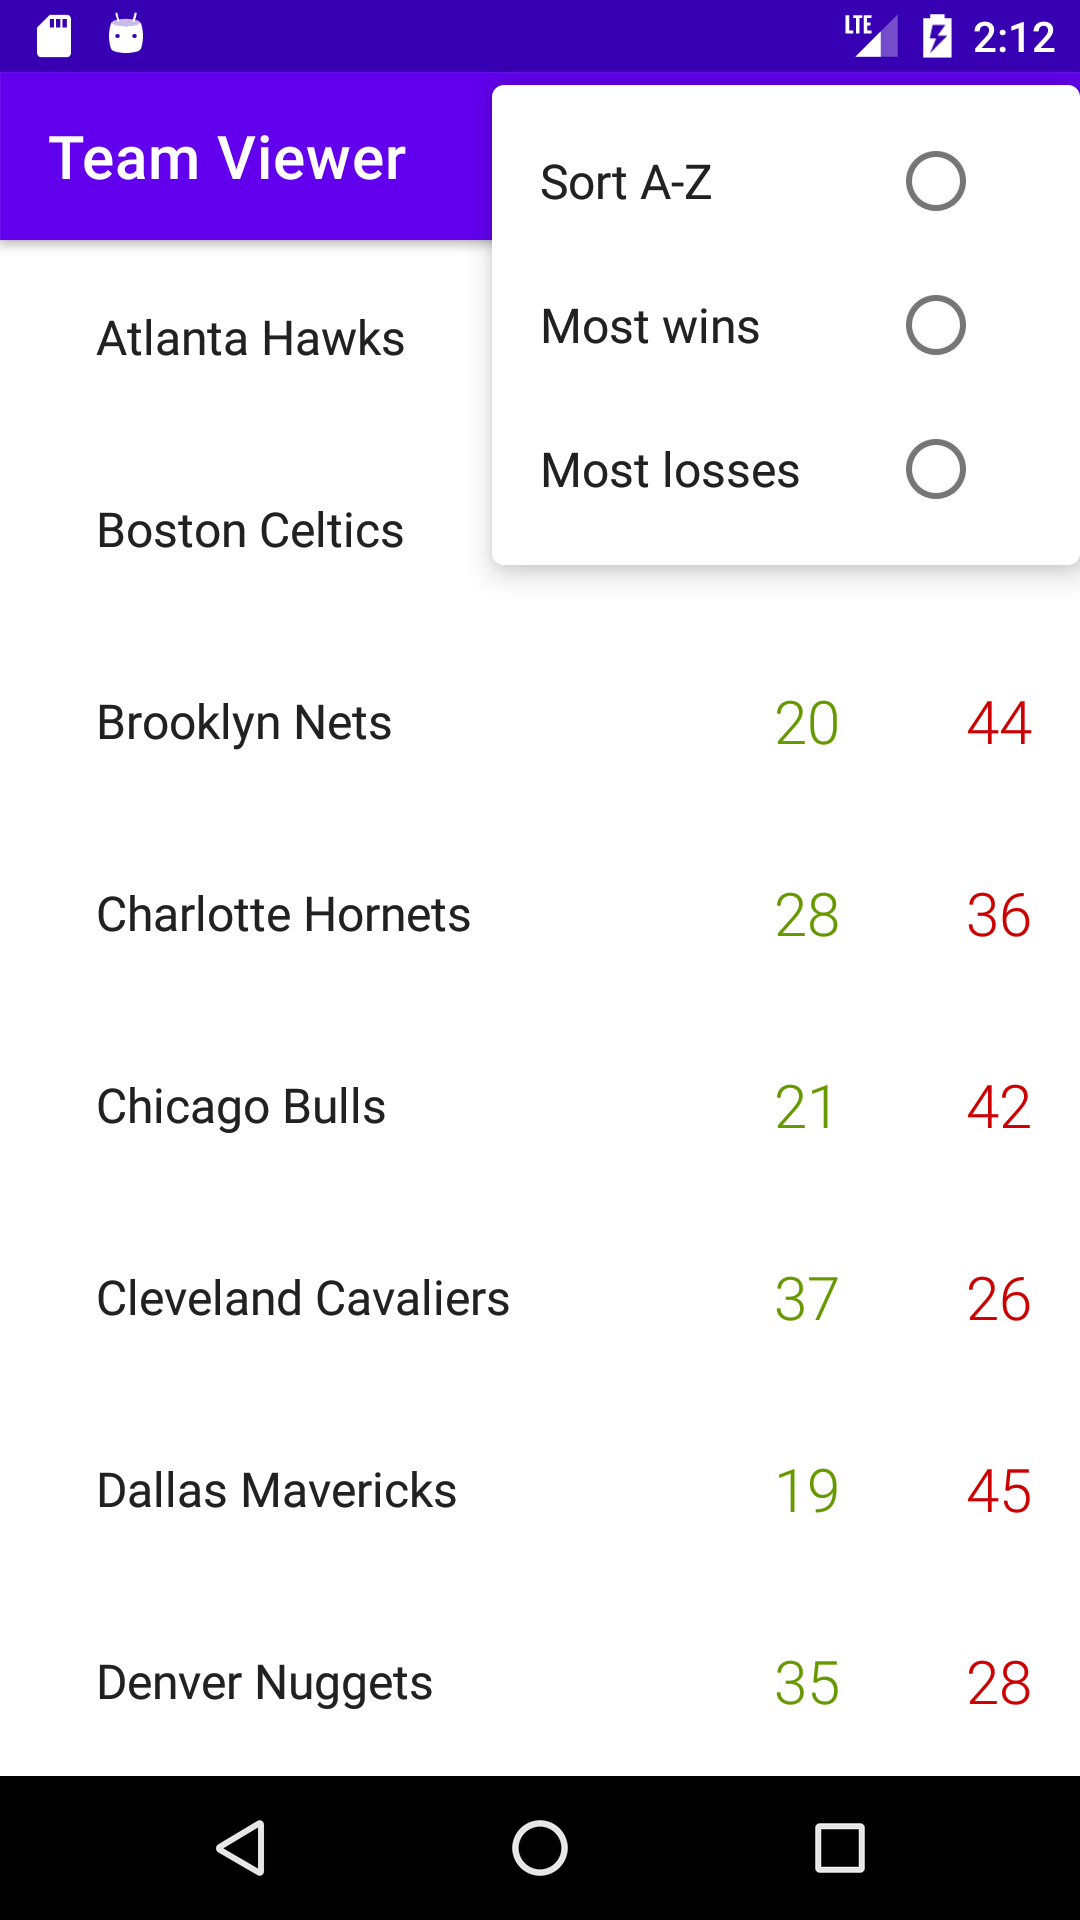 LTE 2:12
Team Viewer
Sort A-Z
Most wins
Most losses
Atlanta Hawks
Boston Celtics
Brooklyn Nets 20 44
Charlotte Hornets 28 36
Chicago Bulls 21 42
Cleveland Cavaliers 37 26
Dallas Mavericks 19 45
Denver Nuggets 35 28